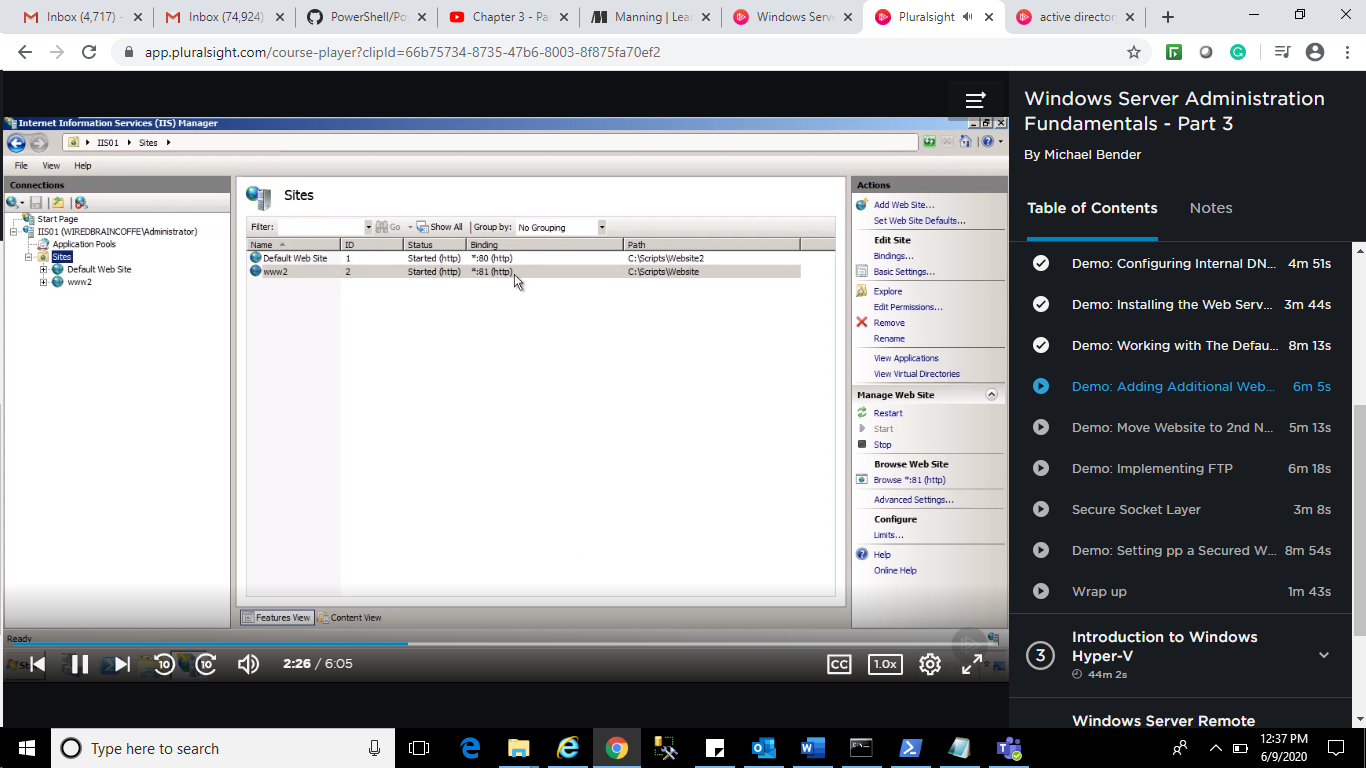 Inbox (4,717) -
Inbox (74,924)
PowerShell/Po
Chapter 3 - Pa
Manning | Lea
Windows Serve
Pluralsight
active director
app.pluralsight.com/course-player?clipId=66b75734-8735-47b6-8003-8f875fa70ef2
Internet Information Services (IIS) Manager
IIS01 Sites
File View Help
Connections
Start Page
IIS01 (WIREDBRAINCOFFE\Administrator)
Application Pools
Sites
Default Web Site
www2
Sites
Filter: Go Show All Group by: No Grouping
Name ID Status Binding Path
Default Web Site 1 Started (http) *:80 (http) C:\Scripts\Website2
www2 2 Started (http) *:81 (http) C:\Scripts\Website
Features View Content View
Ready
Actions
Add Web Site...
Set Web Site Defaults...
Edit Site
Bindings...
Basic Settings...
Explore
Edit Permissions...
Remove
Rename
View Applications
View Virtual Directories
Manage Web Site
Restart
Start
Stop
Browse Web Site
Browse *:81 (http)
Advanced Settings...
Configure
Limits...
Help
Online Help
10 10 2:26 / 6:05 CC 1.0x
Windows Server Administration
Fundamentals - Part 3
By Michael Bender
Table of Contents Notes
Demo: Configuring Internal DN... 4m 51s
Demo: Installing the Web Serv... 3m 44s
Demo: Working with The Defau... 8m 13s
Demo: Adding Additional Web... 6m 5s
Demo: Move Website to 2nd N... 5m 13s
Demo: Implementing FTP 6m 18s
Secure Socket Layer 3m 8s
Demo: Setting pp a Secured W... 8m 54s
Wrap up 1m 43s
3 Introduction to Windows
Hyper-V
44m 2s
Windows Server Remote
Type here to search
12:37 PM
6/9/2020